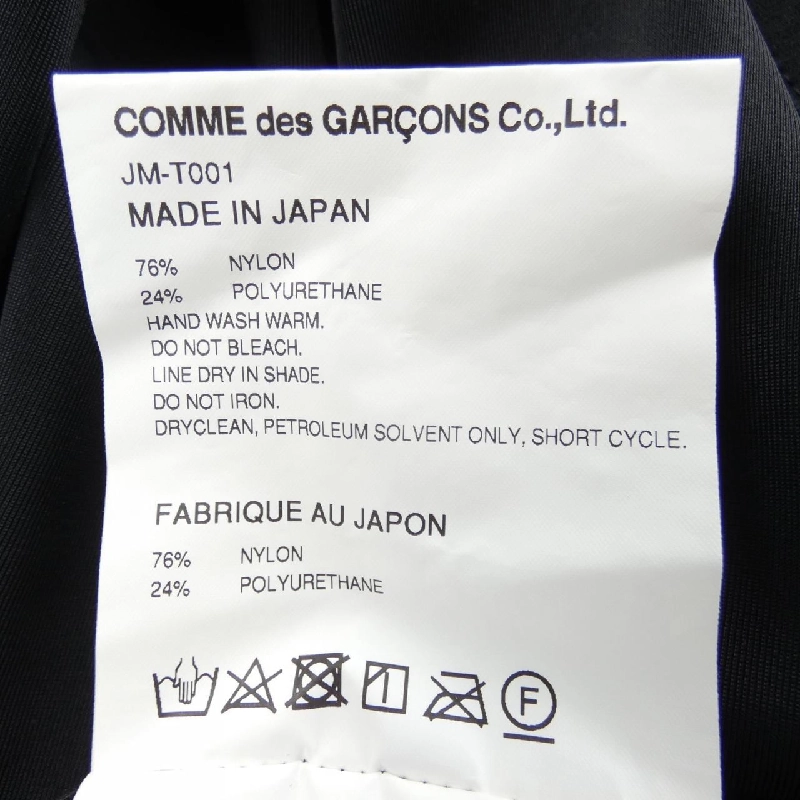 COMME des GARÇONS Co.,Ltd.
JM-T001
MADE IN JAPAN
76% NYLON
24% POLYURETHANE
HAND WASH WARM.
DO NOT BLEACH.
LINE DRY IN SHADE.
DO NOT IRON.
DRYCLEAN, PETROLEUM SOLVENT ONLY, SHORT CYCLE.
FABRIQUE AU JAPON
76% NYLON
24% POLYURETHANE
F